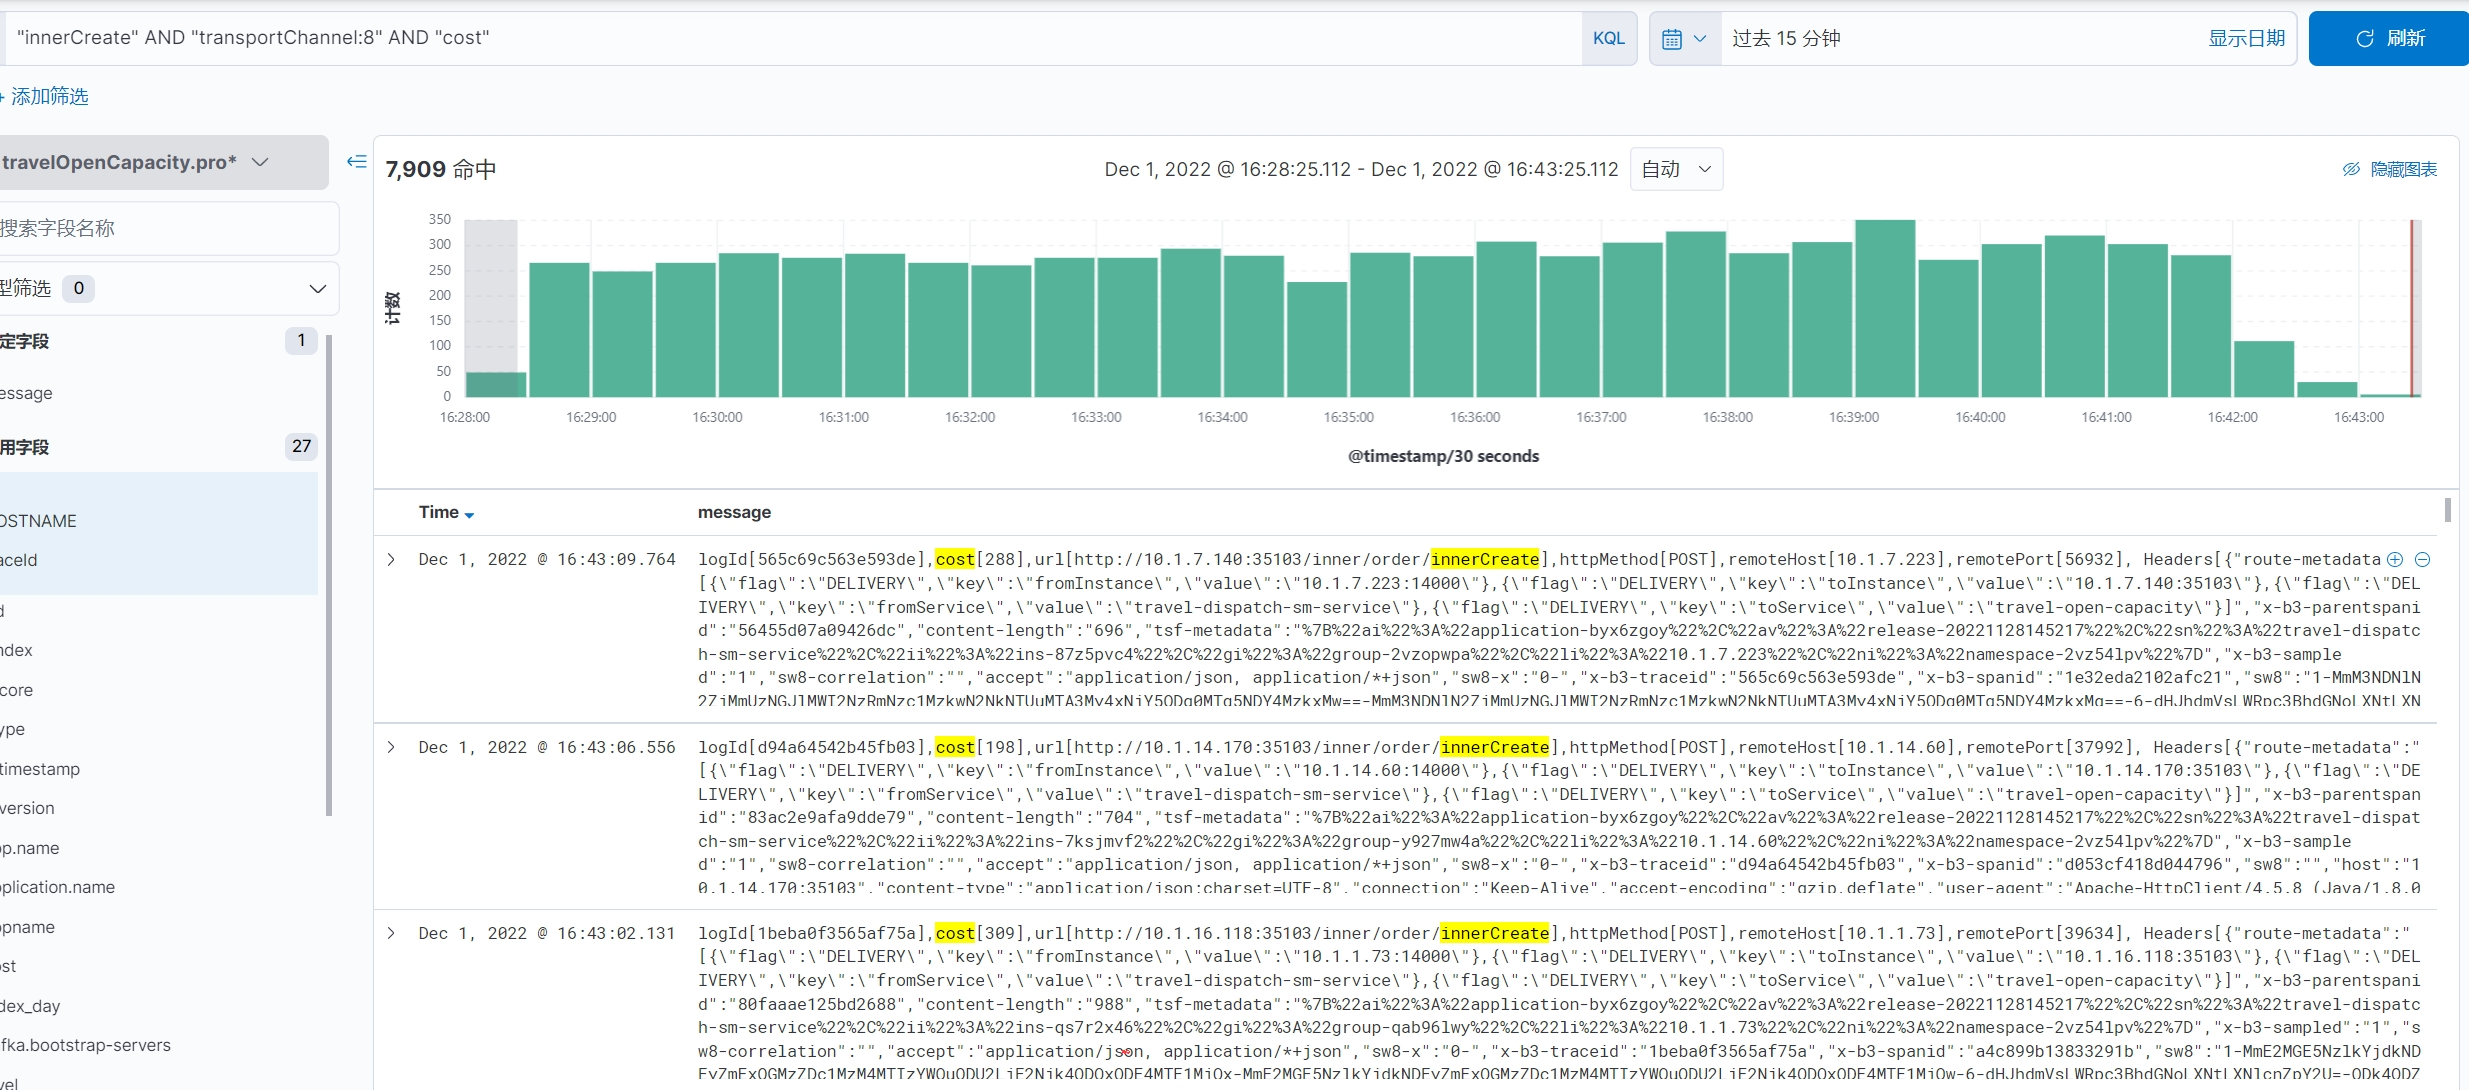 "innerCreate" AND "transportChannel:8" AND "cost"
KQL
过去 15 分钟
显示日期
刷新
+ 添加筛选
travelOpenCapacity.pro*
7,909 命中
Dec 1, 2022 @ 16:28:25.112 - Dec 1, 2022 @ 16:43:25.112
自动
隐藏图表
搜索字段名称
型筛选 0
定字段 1
essage
用字段 27
OSTNAME
aceId
d
ndex
core
ype
timestamp
version
op.name
oplication.name
opname
ost
dex_day
fka.bootstrap-servers
vel
计数
350
300
250
200
150
100
50
0
16:28:00 16:29:00 16:30:00 16:31:00 16:32:00 16:33:00 16:34:00 16:35:00 16:36:00 16:37:00 16:38:00 16:39:00 16:40:00 16:41:00 16:42:00 16:43:00
@timestamp/30 seconds
Time message
Dec 1, 2022 @ 16:43:09.764 logId[565c69c563e593de],cost[288],url[http://10.1.7.140:35103/inner/order/innerCreate],httpMethod[POST],remoteHost[10.1.7.223],remotePort[56932], Headers[{"route-metadata
[{\"flag\":\"DELIVERY\",\"key\":\"fromInstance\",\"value\":\"10.1.7.223:14000\"},{\"flag\":\"DELIVERY\",\"key\":\"toInstance\",\"value\":\"10.1.7.140:35103\"},{\"flag\":\"DEL
IVERY\",\"key\":\"fromService\",\"value\":\"travel-dispatch-sm-service\"},{\"flag\":\"DELIVERY\",\"key\":\"toService\",\"value\":\"travel-open-capacity\"}]","x-b3-parentspani
d":"56455d07a09426dc","content-length":"696","tsf-metadata":"%7B%22ai%22%3A%22application-byx6zgoy%22%2C%22av%22%3A%22release-20221128145217%22%2C%22sn%22%3A%22travel-dispatc
h-sm-service%22%2C%22ii%22%3A%22ins-87z5pvc4%22%2C%22gi%22%3A%22group-2vzopwpa%22%2C%22li%22%3A%2210.1.7.223%22%2C%22ni%22%3A%22namespace-2vz54lpv%22%7D","x-b3-sample
d":"1","sw8-correlation":"","accept":"application/json, application/*+json","sw8-x":"0-","x-b3-traceid":"565c69c563e593de","x-b3-spanid":"1e32eda2102afc21","sw8":"1-MmM3NDNlN
Dec 1, 2022 @ 16:43:06.556 logId[d94a64542b45fb03],cost[198],url[http://10.1.14.170:35103/inner/order/innerCreate],httpMethod[POST],remoteHost[10.1.14.60],remotePort[37992], Headers[{"route-metadata":"
[{\"flag\":\"DELIVERY\",\"key\":\"fromInstance\",\"value\":\"10.1.14.60:14000\"},{\"flag\":\"DELIVERY\",\"key\":\"toInstance\",\"value\":\"10.1.14.170:35103\"},{\"flag\":\"DE
LIVERY\",\"key\":\"fromService\",\"value\":\"travel-dispatch-sm-service\"},{\"flag\":\"DELIVERY\",\"key\":\"toService\",\"value\":\"travel-open-capacity\"}]","x-b3-parentspan
id":"83ac2e9afa9dde79","content-length":"704","tsf-metadata":"%7B%22ai%22%3A%22application-byx6zgoy%22%2C%22av%22%3A%22release-20221128145217%22%2C%22sn%22%3A%22travel-dispat
ch-sm-service%22%2C%22ii%22%3A%22ins-7ksjmvf2%22%2C%22gi%22%3A%22group-y927mw4a%22%2C%22li%22%3A%2210.1.14.60%22%2C%22ni%22%3A%22namespace-2vz54lpv%22%7D","x-b3-sample
d":"1","sw8-correlation":"","accept":"application/json, application/*+json","sw8-x":"0-","x-b3-traceid":"d94a64542b45fb03","x-b3-spanid":"d053cf418d044796","sw8":"","host":"1
0.1.14.170:35103","content-type":"application/json;charset=UTF-8","connection":"Keep-Alive","accept-encoding":"gzip,deflate","user-agent":"Apache-HttpClient/4.5.8 (Java/1.8.0
Dec 1, 2022 @ 16:43:02.131 logId[1beba0f3565af75a],cost[309],url[http://10.1.16.118:35103/inner/order/innerCreate],httpMethod[POST],remoteHost[10.1.1.73],remotePort[39634], Headers[{"route-metadata":"
[{\"flag\":\"DELIVERY\",\"key\":\"fromInstance\",\"value\":\"10.1.1.73:14000\"},{\"flag\":\"DELIVERY\",\"key\":\"toInstance\",\"value\":\"10.1.16.118:35103\"},{\"flag\":\"DEL
IVERY\",\"key\":\"fromService\",\"value\":\"travel-dispatch-sm-service\"},{\"flag\":\"DELIVERY\",\"key\":\"toService\",\"value\":\"travel-open-capacity\"}]","x-b3-parentspani
d":"80faaae125bd2688","content-length":"988","tsf-metadata":"%7B%22ai%22%3A%22application-byx6zgoy%22%2C%22av%22%3A%22release-20221128145217%22%2C%22sn%22%3A%22travel-dispatc
h-sm-service%22%2C%22ii%22%3A%22ins-qs7r2x46%22%2C%22gi%22%3A%22group-qab96lwy%22%2C%22li%22%3A%2210.1.1.73%22%2C%22ni%22%3A%22namespace-2vz54lpv%22%7D","x-b3-sampled":"1","s
w8-correlation":"","accept":"application/json, application/*+json","sw8-x":"0-","x-b3-traceid":"1beba0f3565af75a","x-b3-spanid":"a4c899b13833291b","sw8":"1-MmE2MGE5NzlkYjdkND